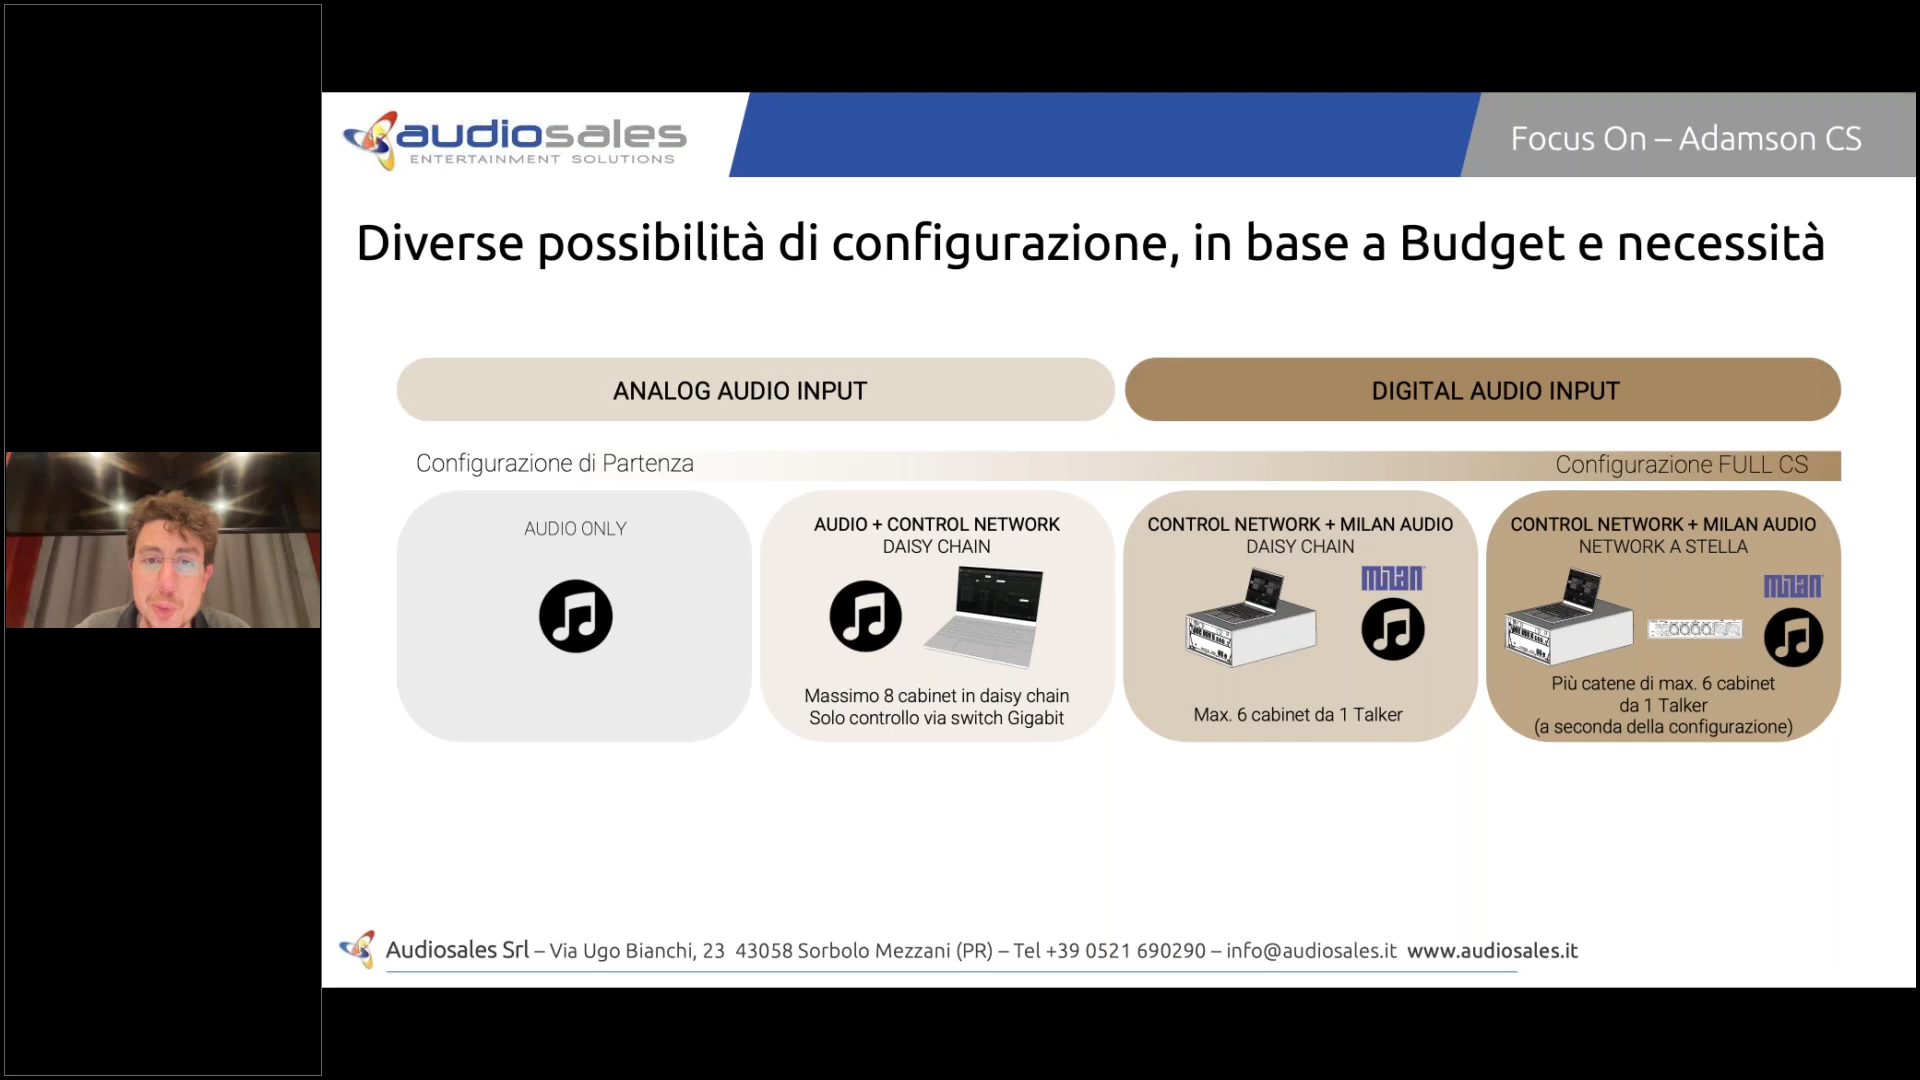 audiosales
ENTERTAINMENT SOLUTIONS
Focus On – Adamson CS
Diverse possibilità di configurazione, in base a Budget e necessità
ANALOG AUDIO INPUT
DIGITAL AUDIO INPUT
Configurazione di Partenza
Configurazione FULL CS
AUDIO ONLY
AUDIO + CONTROL NETWORK
DAISY CHAIN
Massimo 8 cabinet in daisy chain
Solo controllo via switch Gigabit
CONTROL NETWORK + MILAN AUDIO
DAISY CHAIN
milan
Max. 6 cabinet da 1 Talker
CONTROL NETWORK + MILAN AUDIO
NETWORK A STELLA
milan
Più catene di max. 6 cabinet
da 1 Talker
(a seconda della configurazione)
Audiosales Srl – Via Ugo Bianchi, 23 43058 Sorbolo Mezzani (PR) – Tel +39 0521 690290 – info@audiosales.it www.audiosales.it